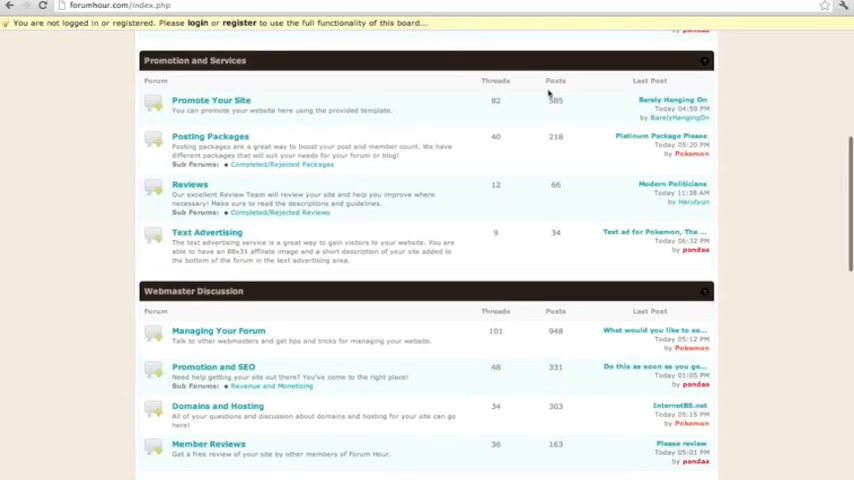 forumhour.com/index.php
You are not logged in or registered. Please login or register to use the full functionality of this board...
by pandaa
Promotion and Services
Forum Threads Posts Last Post
Promote Your Site 82 585 Barely Hanging On
You can promote your website here using the provided template. Today 04:59 PM
by BarelyHangingOn
Posting Packages 40 218 Platinum Package Please
Posting packages are a great way to boost your post and member count. We have Today 05:20 PM
different packages that will suit your needs for your forum or blog! by Pokemon
Sub Forums: Completed/Rejected Packages
Reviews 12 66 Modern Politicians
Our excellent Review Team will review your site and help you improve where Today 11:38 AM
necessary! Make sure to read the descriptions and guidelines. by Harutyun
Sub Forums: Completed/Rejected Reviews
Text Advertising 9 34 Text ad for Pokemon, The ...
The text advertising service is a great way to gain visitors to your website. You are Today 06:32 PM
able to have an 88x31 affiliate image and a short description of your site added to by pandaa
the bottom of the forum in the text advertising area.
Webmaster Discussion
Forum Threads Posts Last Post
Managing Your Forum 101 948 What would you like to se...
Talk to other webmasters and get tips and tricks for managing your website. Today 05:12 PM
by Pokemon
Promotion and SEO 48 331 Do this as soon as you ge...
Need help getting your site out there? You've come to the right place! Today 01:05 PM
Sub Forums: Revenue and Monetizing by pandaa
Domains and Hosting 34 303 InternetBS.net
All of your questions and discussion about domains and hosting for your site can go Today 05:15 PM
here! by Pokemon
Member Reviews 36 163 Please review
Get a free review of your site by other members of Forum Hour. Today 05:01 PM
by pandaa